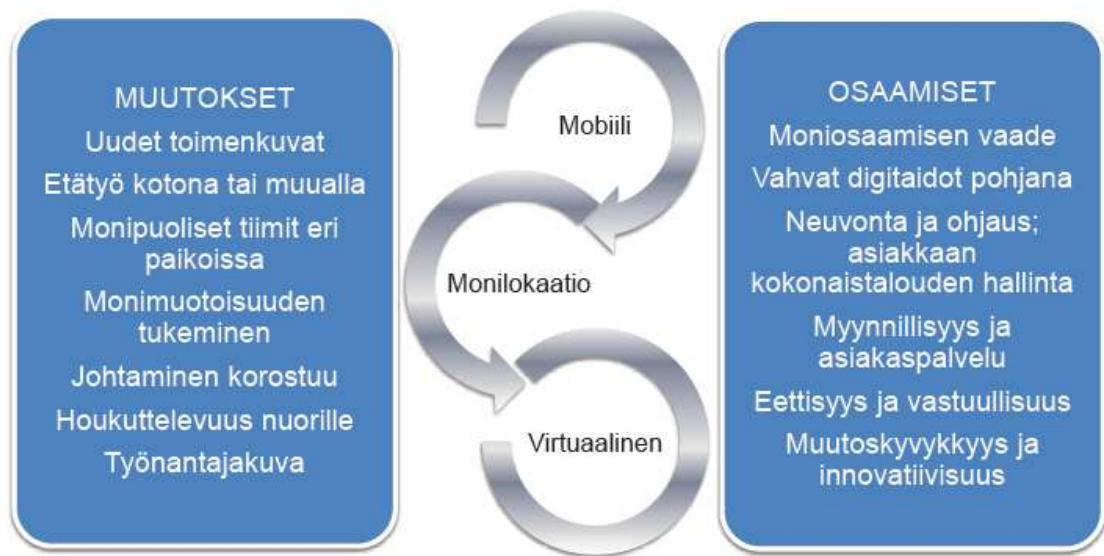 MUUTOKSET
Uudet toimenkuvat
Etätyö kotona tai muualla
Monipuoliset tiimit eri
paikoissa
Monimuotoisuuden
tukeminen
Johtaminen korostuu
Houkuttelevuus nuorille
Työnantajakuva
Mobiili
Monilokaatio
Virtuaalinen
OSAAMISET
Moniosaamisen vaade
Vahvat digitaidot pohjana
Neuvonta ja ohjaus;
asiakkaan
kokonaistalouden hallinta
Myynnillisyys ja
asiakaspalvelu
Eettisyys ja vastuullisuus
Muutoskyvykkyys ja
innovatiivisuus